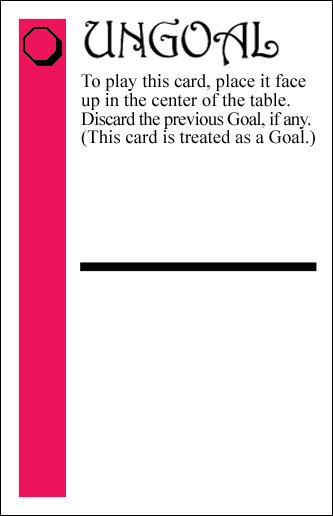 UNGOAL
To play this card, place it face
up in the center of the table.
Discard the previous Goal, if any.
(This card is treated as a Goal.)